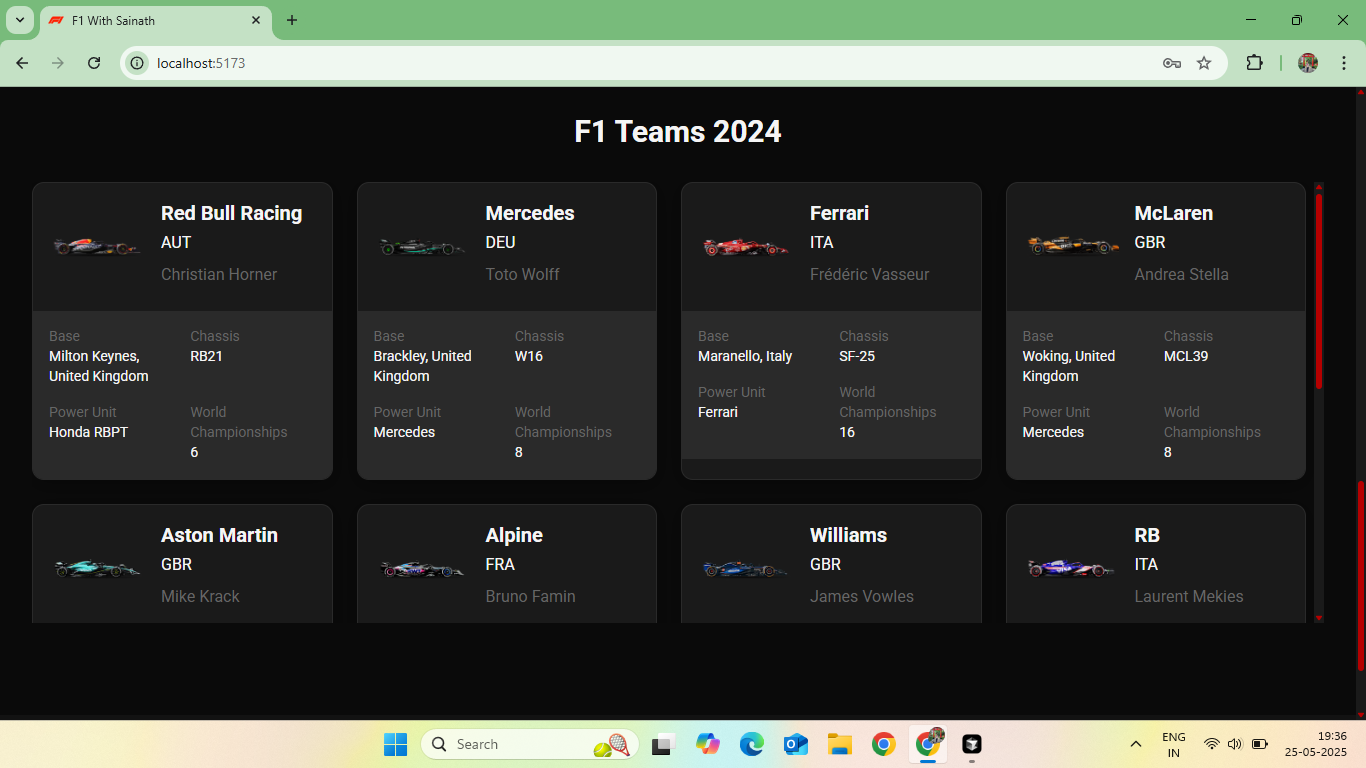 F1 With Sainath
localhost:5173
F1 Teams 2024
Red Bull Racing
AUT
Christian Horner
Base
Milton Keynes,
United Kingdom
Chassis
RB21
Power Unit
Honda RBPT
World
Championships
6
Mercedes
DEU
Toto Wolff
Base
Brackley, United
Kingdom
Chassis
W16
Power Unit
Mercedes
World
Championships
8
Ferrari
ITA
Frédéric Vasseur
Base
Maranello, Italy
Chassis
SF-25
Power Unit
Ferrari
World
Championships
16
McLaren
GBR
Andrea Stella
Base
Woking, United
Kingdom
Chassis
MCL39
Power Unit
Mercedes
World
Championships
8
Aston Martin
GBR
Mike Krack
Alpine
FRA
Bruno Famin
Williams
GBR
James Vowles
RB
ITA
Laurent Mekies
Search
ENG
IN
19:36
25-05-2025